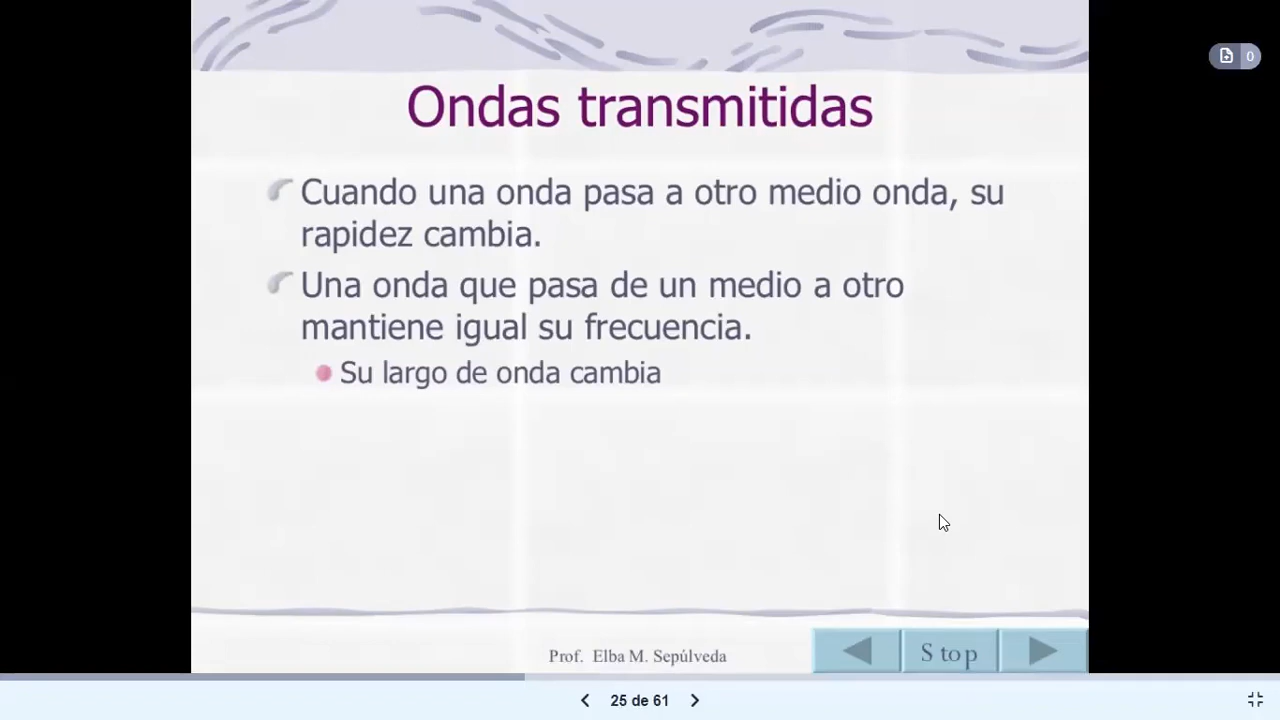 Ondas transmitidas
Cuando una onda pasa a otro medio onda, su
rapidez cambia.
Una onda que pasa de un medio a otro
mantiene igual su frecuencia.
Su largo de onda cambia
Prof. Elba M. Sepúlveda
Stop
25 de 61
0